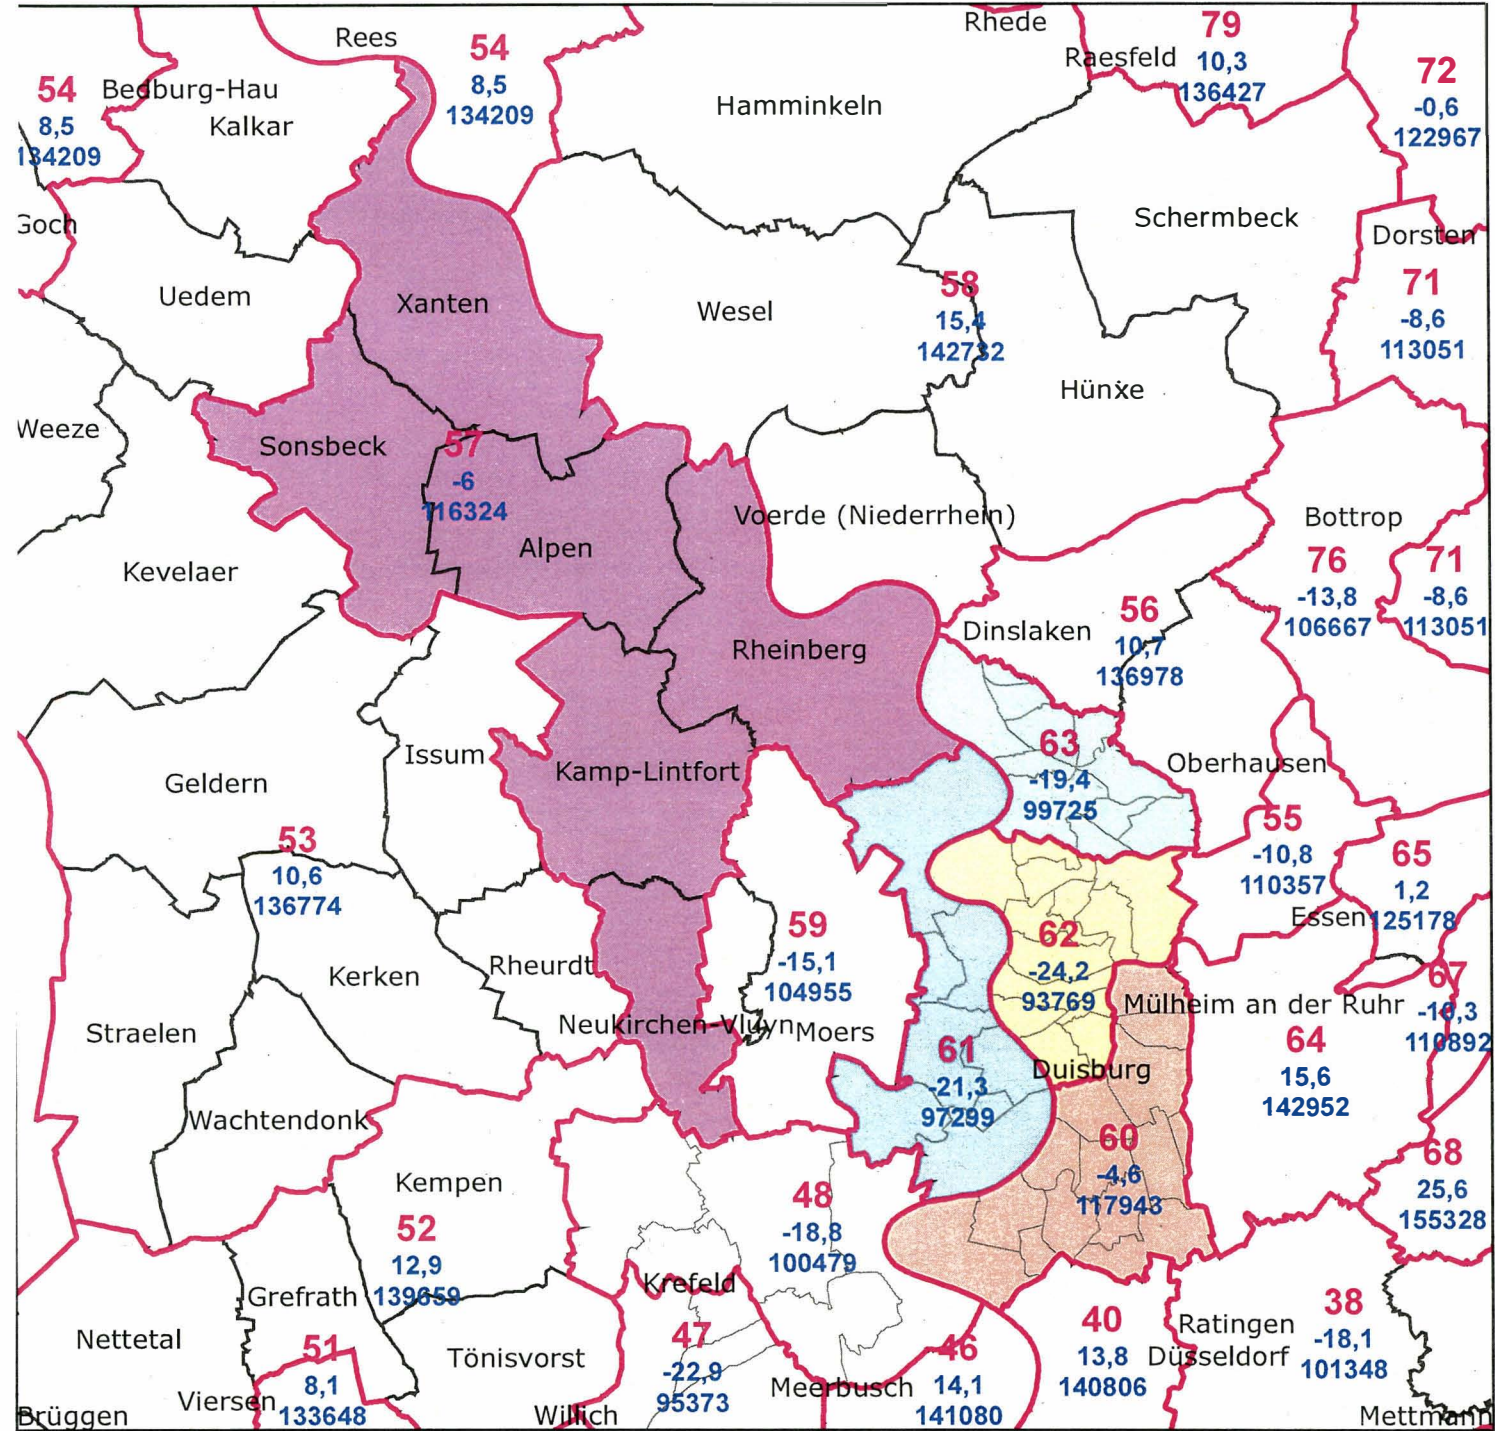 Rees
54
8,5
134209
Rhede
79
Raesfeld
10,3
136427
72
-0,6
122967
54
8,5
134209
Bedburg-Hau
Kalkar
Hamminkeln
Schermbeck
Dorsten
71
-8,6
113051
Goch
Uedem
Xanten
Wesel
58
15,4
142732
Hünxe
Weeze
Sonsbeck
57
-6
116324
Alpen
Voerde (Niederrhein)
Bottrop
76
-13,8
106667
71
-8,6
113051
Kevelaer
Rheinberg
Dinslaken
56
10,7
136978
Issum
Kamp-Lintfort
63
-19,4
99725
Oberhausen
Geldern
53
10,6
136774
55
-10,8
110357
65
1,2
125178
Essen
Kerken
Rheurdt
59
-15,1
104955
62
-24,2
93769
Mülheim an der Ruhr
67
110892
Straelen
Neukirchen-Vluyn
Moers
64
15,6
142952
61
-21,3
97299
Duisburg
Wachtendonk
60
-4,6
117943
68
25,6
155328
Kempen
52
12,9
139659
48
-18,8
100479
Grefrath
Krefeld
Nettetal
51
8,1
133648
Tönisvorst
47
-22,9
95373
46
14,1
141080
Meerbusch
40
13,8
140806
Ratingen
Düsseldorf
38
-18,1
101348
Viersen
Brüggen
Willich
Mettmann